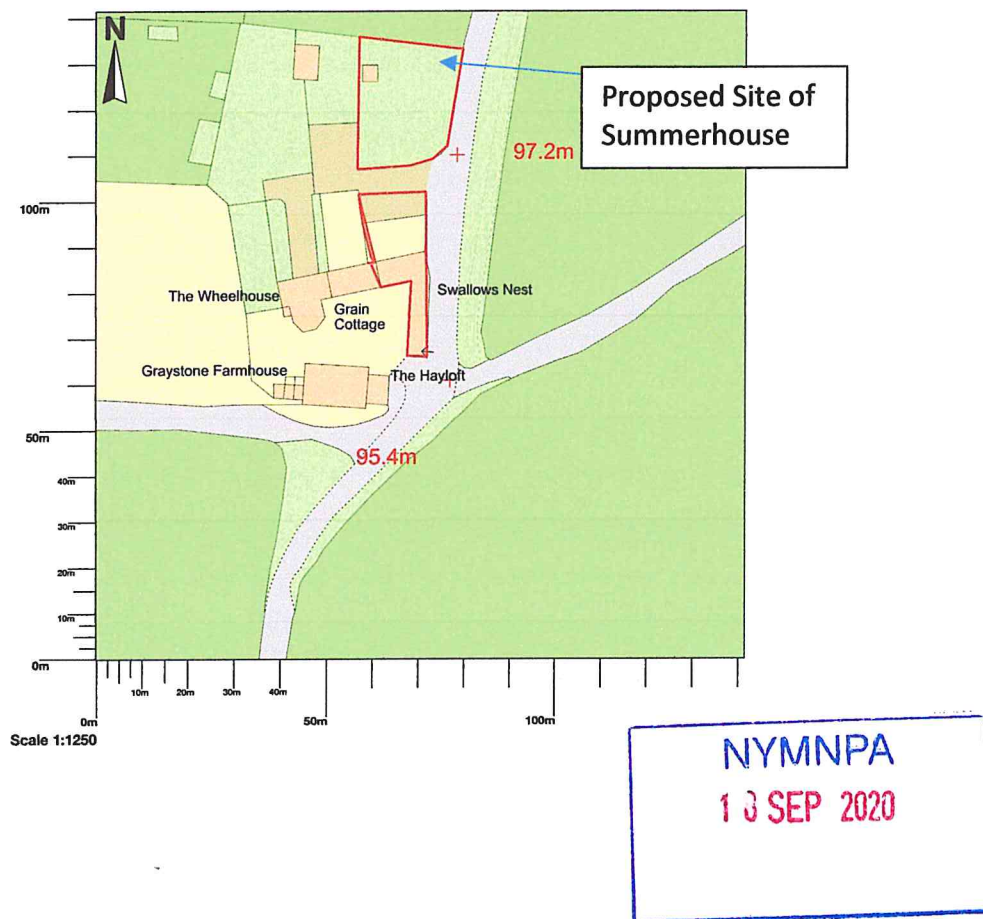 N
Proposed Site of
Summerhouse
97.2m
100m
Swallows Nest
The Wheelhouse
Grain
Cottage
Graystone Farmhouse
The Hayloft
95.4m
50m
40m
30m
20m
10m
0m
10m
20m
30m
40m
0m
50m
100m
Scale 1:1250
NYMNPA
SEP 2020